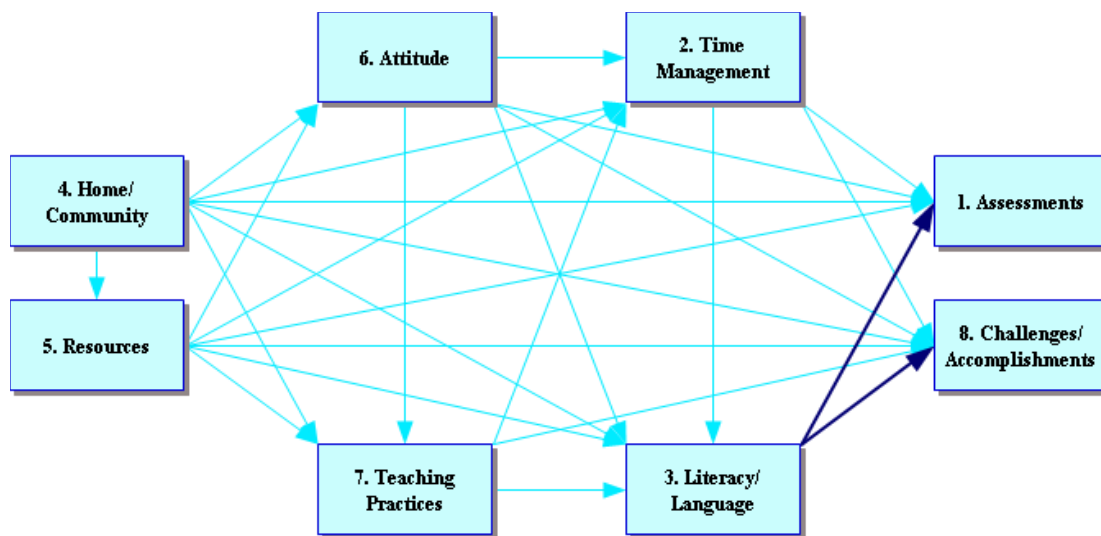 6. Attitude
2. Time
Management
4. Home/
Community
1. Assessments
5. Resources
8. Challenges/
Accomplishments
7. Teaching
Practices
3. Literacy/
Language